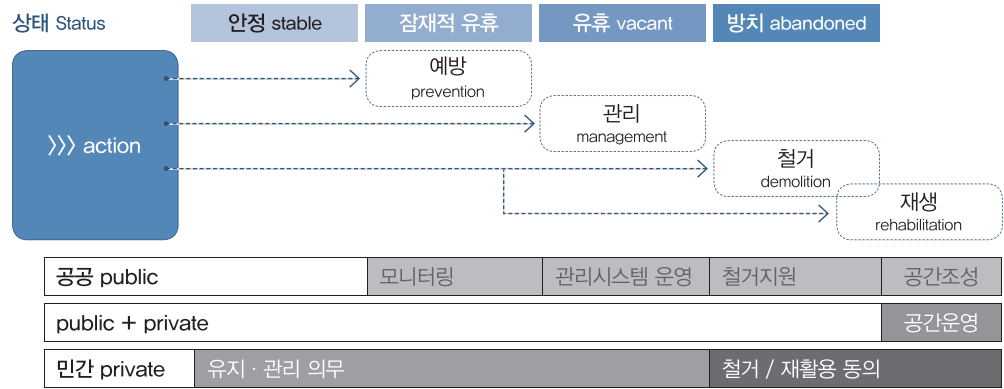 상태 Status
안정 stable
잠재적 유휴
유휴 vacant
방치 abandoned
>>> action
예방
prevention
관리
management
철거
demolition
재생
rehabilitation
공공 public
모니터링
관리시스템 운영
철거지원
공간조성
public + private
공간운영
민간 private
유지 · 관리 의무
철거 / 재활용 동의